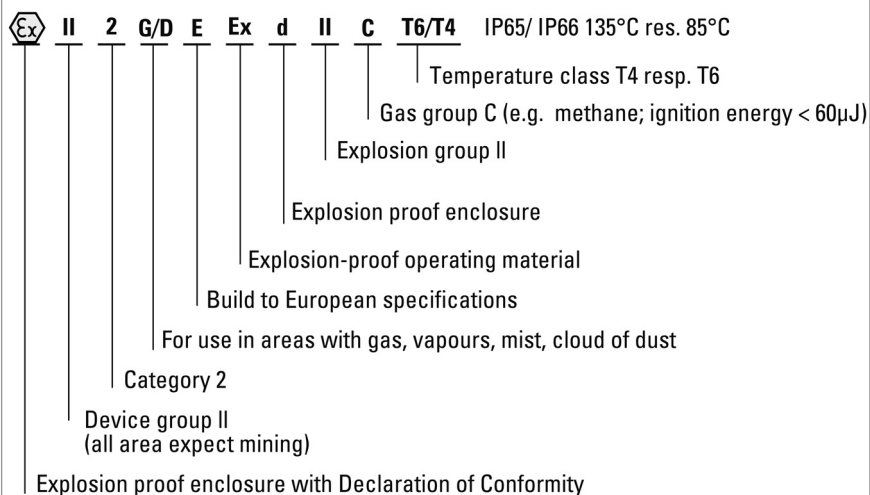 Ex II 2 G/D E Ex d II C T6/T4 IP65/ IP66 135°C res. 85°C
Temperature class T4 resp. T6
Gas group C (e.g. methane; ignition energy < 60µJ)
Explosion group II
Explosion proof enclosure
Explosion-proof operating material
Build to European specifications
For use in areas with gas, vapours, mist, cloud of dust
Category 2
Device group II
(all area expect mining)
Explosion proof enclosure with Declaration of Conformity